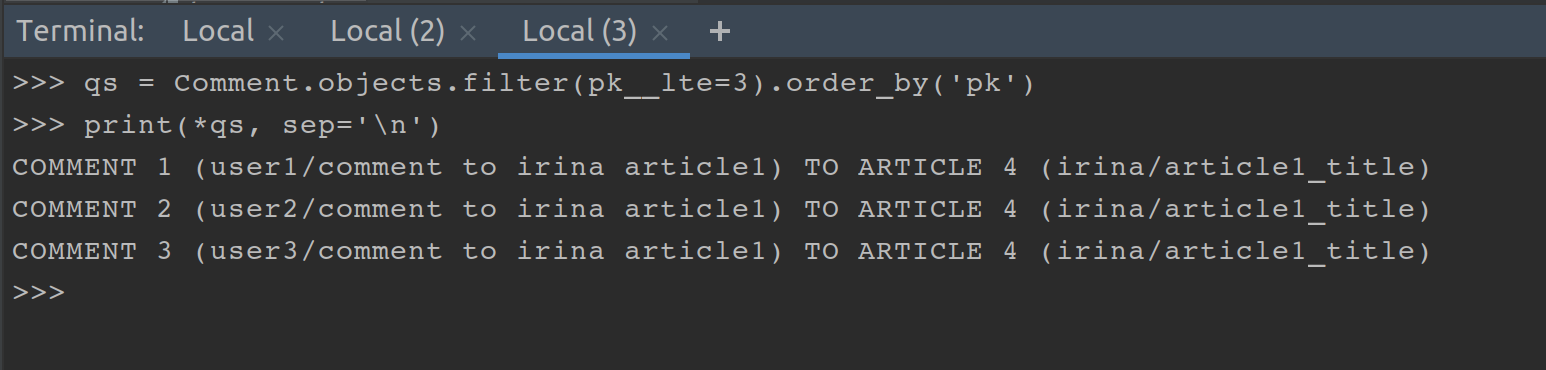 Terminal: Local × Local (2) × Local (3) × +
>>> qs = Comment.objects.filter(pk__lte=3).order_by('pk')
>>> print(*qs, sep='\n')
COMMENT 1 (user1/comment to irina article1) TO ARTICLE 4 (irina/article1_title)
COMMENT 2 (user2/comment to irina article1) TO ARTICLE 4 (irina/article1_title)
COMMENT 3 (user3/comment to irina article1) TO ARTICLE 4 (irina/article1_title)
>>>